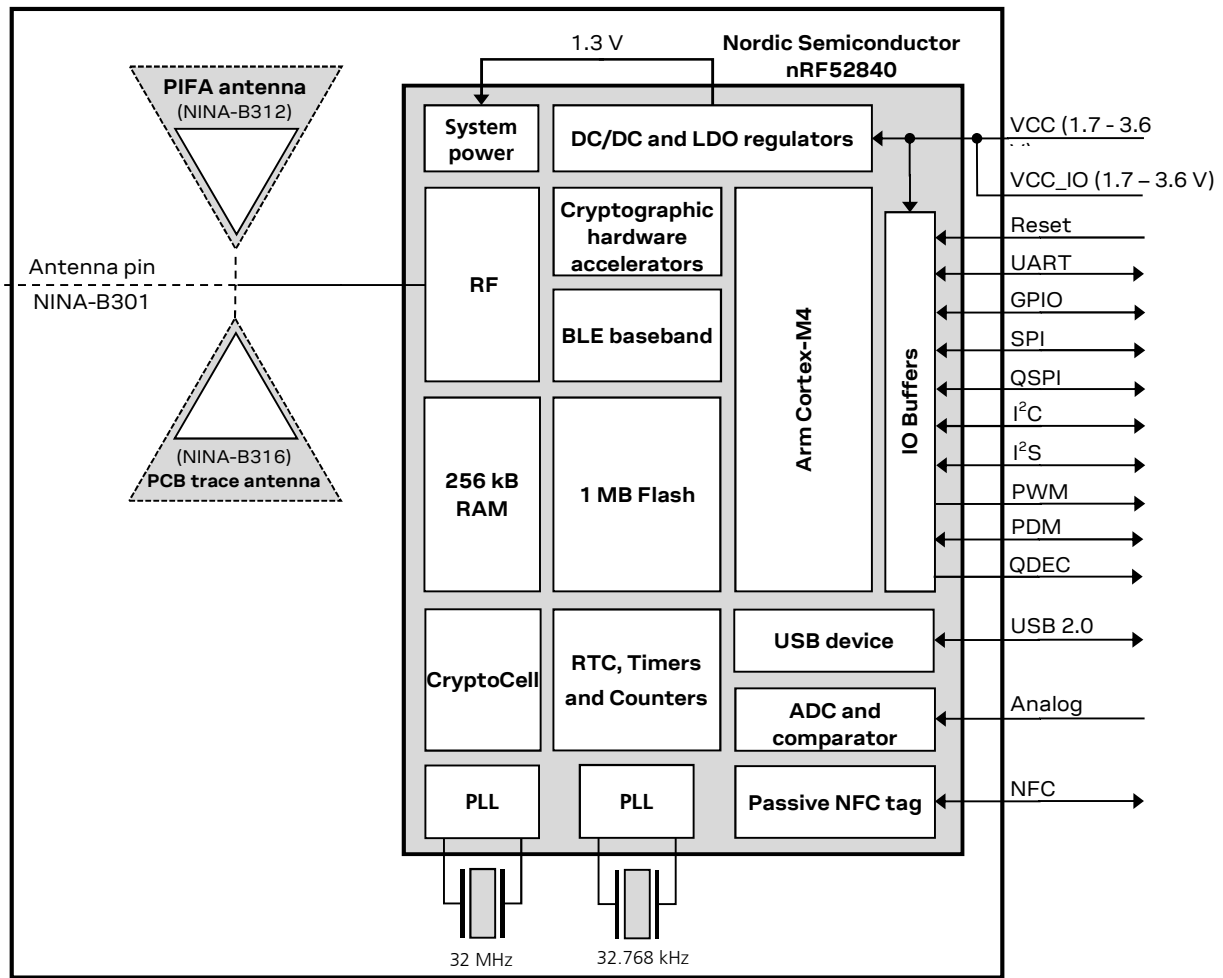 1.3 V
Nordic Semiconductor
nRF52840
PIFA antenna
(NINA-B312)
System
power
DC/DC and LDO regulators
VCC (1.7 - 3.6
VCC_IO (1.7 – 3.6 V)
Cryptographic
hardware
accelerators
Reset
Antenna pin
NINA-B301
RF
UART
GPIO
BLE baseband
SPI
Arm Cortex-M4
IO Buffers
QSPI
I²C
(NINA-B316)
PCB trace antenna
256 kB
RAM
1 MB Flash
I²S
PWM
PDM
QDEC
USB device
USB 2.0
CryptoCell
RTC, Timers
and Counters
ADC and
comparator
Analog
PLL
PLL
Passive NFC tag
NFC
32 MHz
32.768 kHz